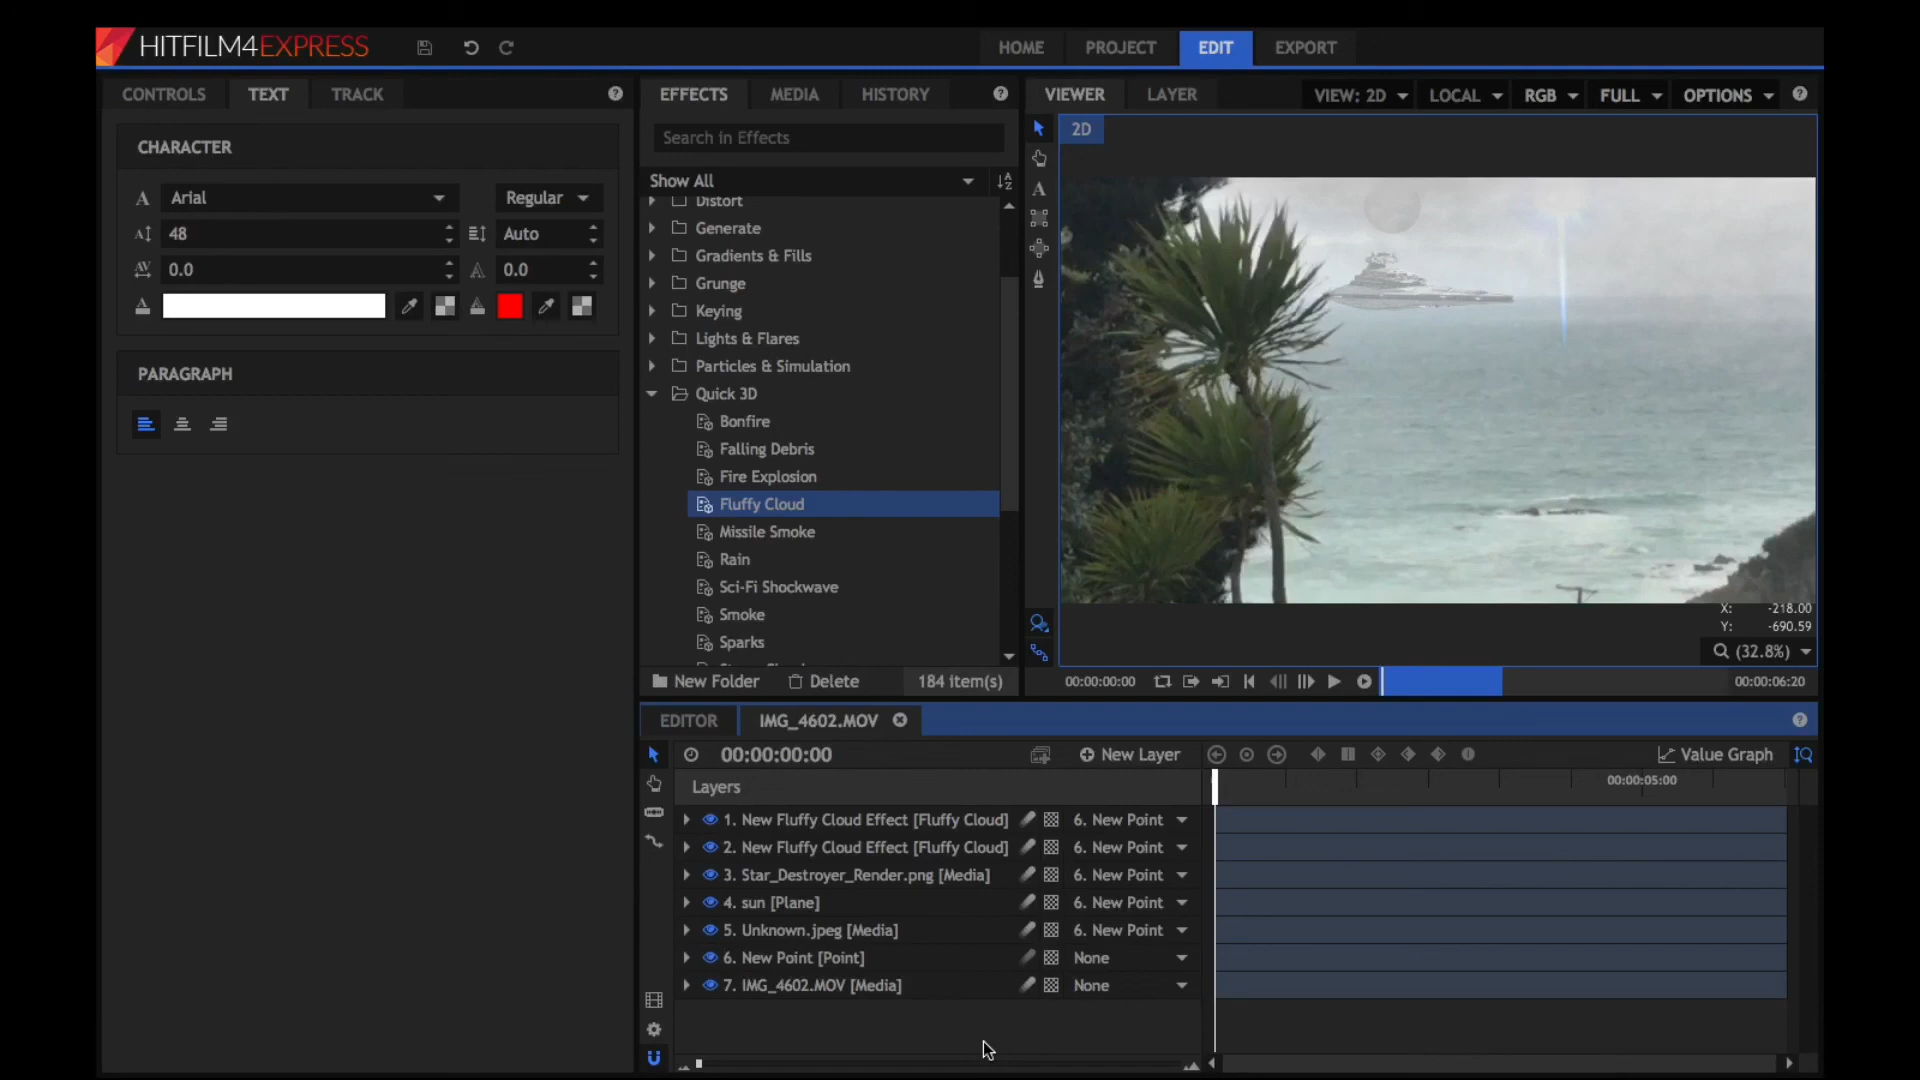 HITFILM4EXPRESS
HOME PROJECT EDIT EXPORT
CONTROLS TEXT TRACK
CHARACTER
Arial Regular
48 Auto
0.0 0.0
PARAGRAPH
EFFECTS MEDIA HISTORY
Search in Effects
Show All
Distort
Generate
Gradients & Fills
Grunge
Keying
Lights & Flares
Particles & Simulation
Quick 3D
Bonfire
Falling Debris
Fire Explosion
Fluffy Cloud
Missile Smoke
Rain
Sci-Fi Shockwave
Smoke
Sparks
New Folder Delete 184 item(s)
VIEWER LAYER VIEW: 2D LOCAL RGB FULL OPTIONS
2D
X: -218.00
Y: -690.59
(32.8%)
00:00:00:00 00:00:06:20
EDITOR IMG_4602.MOV
00:00:00:00 New Layer Value Graph
Layers 00:00:05:00
1. New Fluffy Cloud Effect [Fluffy Cloud] 6. New Point
2. New Fluffy Cloud Effect [Fluffy Cloud] 6. New Point
3. Star_Destroyer_Render.png [Media] 6. New Point
4. sun [Plane] 6. New Point
5. Unknown.jpeg [Media] 6. New Point
6. New Point [Point] None
7. IMG_4602.MOV [Media] None